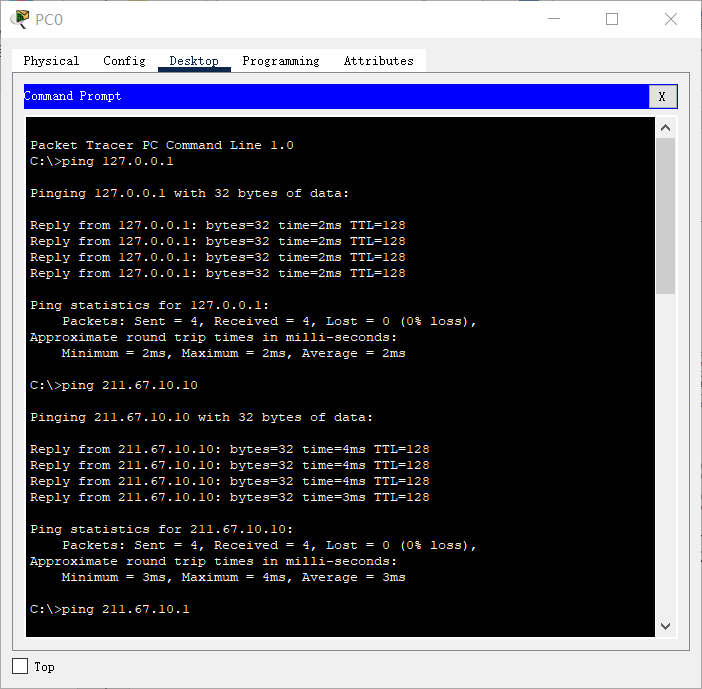 PC0
Physical Config Desktop Programming Attributes
Command Prompt X
Packet Tracer PC Command Line 1.0
C:\>ping 127.0.0.1
Pinging 127.0.0.1 with 32 bytes of data:
Reply from 127.0.0.1: bytes=32 time=2ms TTL=128
Reply from 127.0.0.1: bytes=32 time=2ms TTL=128
Reply from 127.0.0.1: bytes=32 time=2ms TTL=128
Reply from 127.0.0.1: bytes=32 time=2ms TTL=128
Ping statistics for 127.0.0.1:
Packets: Sent = 4, Received = 4, Lost = 0 (0% loss),
Approximate round trip times in milli-seconds:
Minimum = 2ms, Maximum = 2ms, Average = 2ms
C:\>ping 211.67.10.10
Pinging 211.67.10.10 with 32 bytes of data:
Reply from 211.67.10.10: bytes=32 time=4ms TTL=128
Reply from 211.67.10.10: bytes=32 time=4ms TTL=128
Reply from 211.67.10.10: bytes=32 time=4ms TTL=128
Reply from 211.67.10.10: bytes=32 time=3ms TTL=128
Ping statistics for 211.67.10.10:
Packets: Sent = 4, Received = 4, Lost = 0 (0% loss),
Approximate round trip times in milli-seconds:
Minimum = 3ms, Maximum = 4ms, Average = 3ms
C:\>ping 211.67.10.1
Top